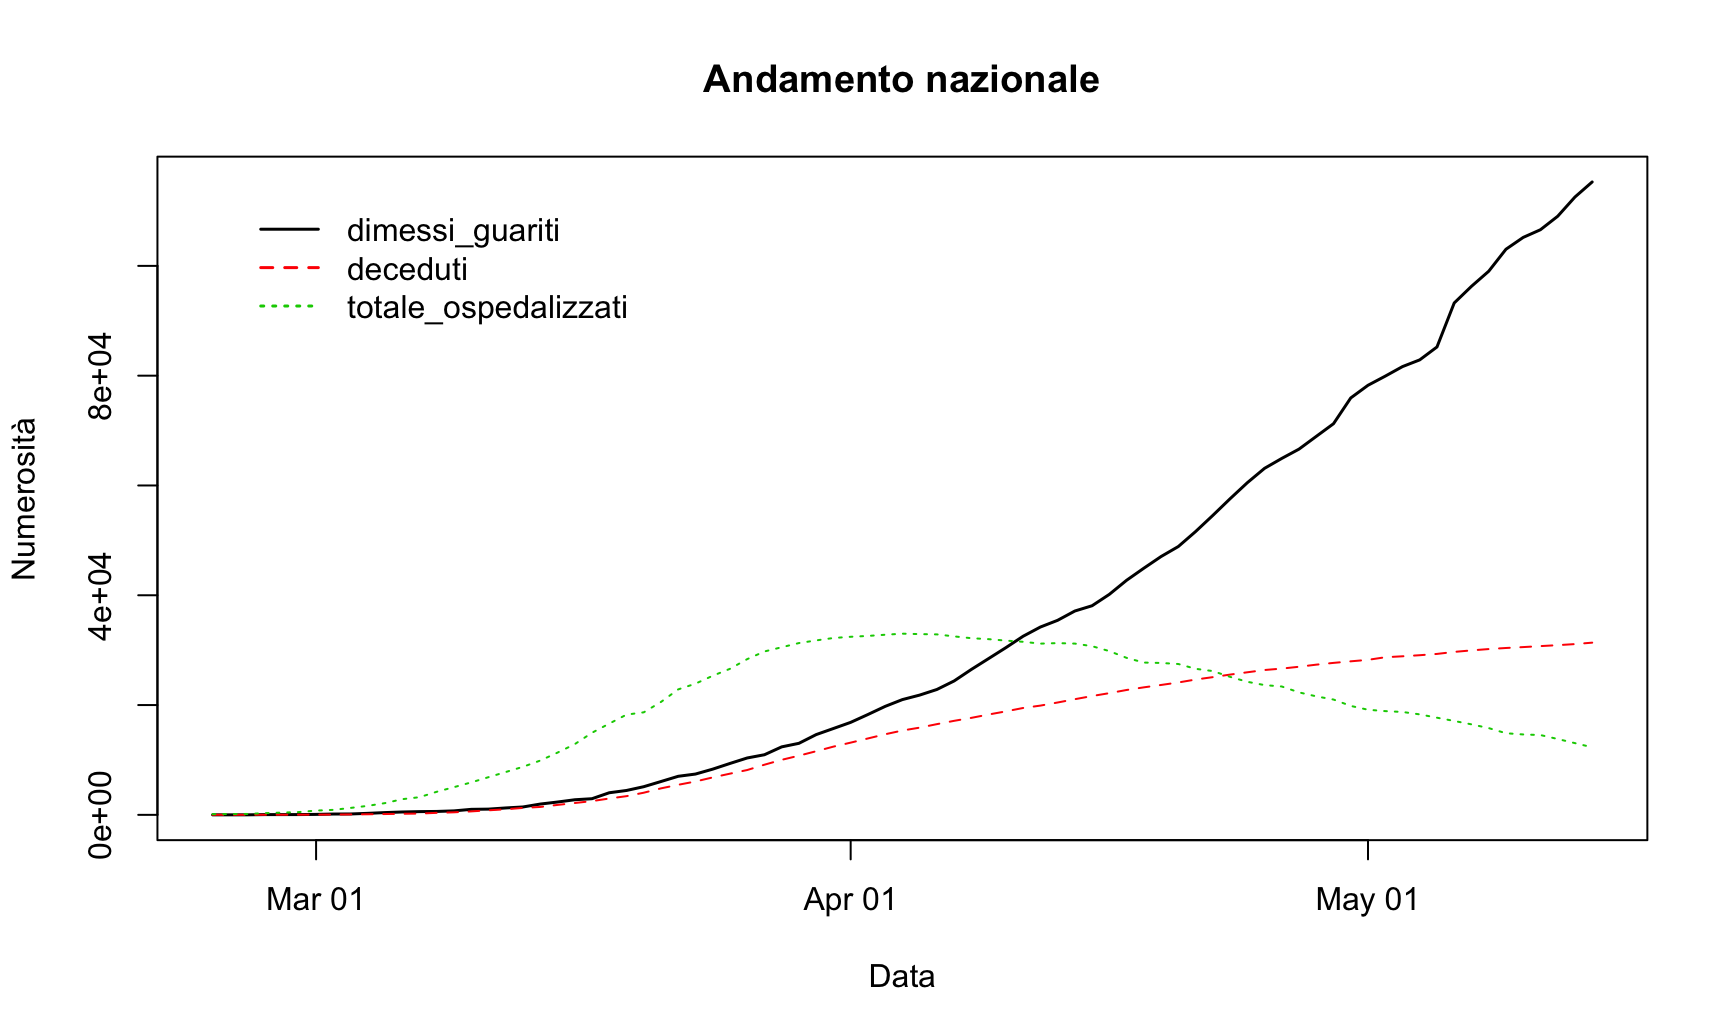 Andamento nazionale
dimessi_guariti
deceduti
totale_ospedalizzati
Numerosità
8e+04
4e+04
0e+00
Mar 01
Apr 01
May 01
Data